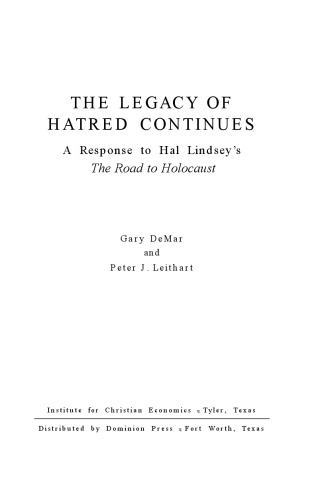 THE LEGACY OF
HATRED CONTINUES
A Response to Hal Lindsey's
The Road to Holocaust
Gary DeMar
and
Peter J. Leithart
Institute for Christian Economics Tyler, Texas
Distributed by Dominion Press Fort Worth, Texas